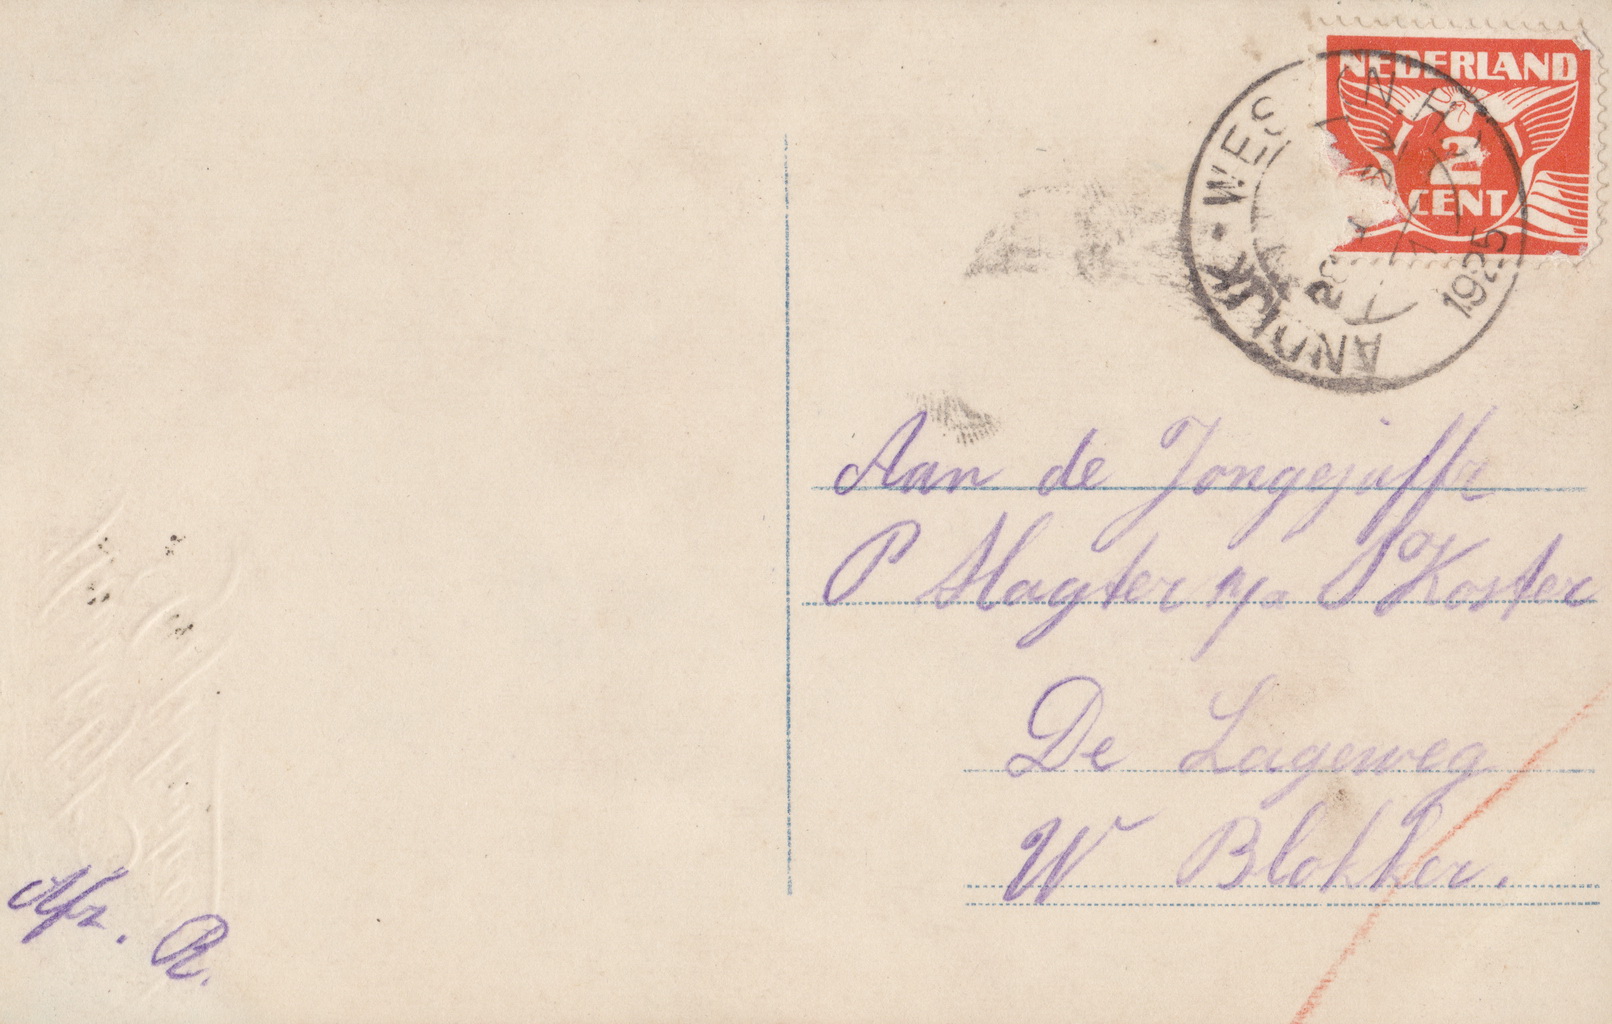 NEDERLAND
2
CENT
ANDIJK - WES (N.H.)
1925
Aan de Jongejuffr
P Slagter p/a S Koster
De Lageweg
W Blokker.
Afz. R.